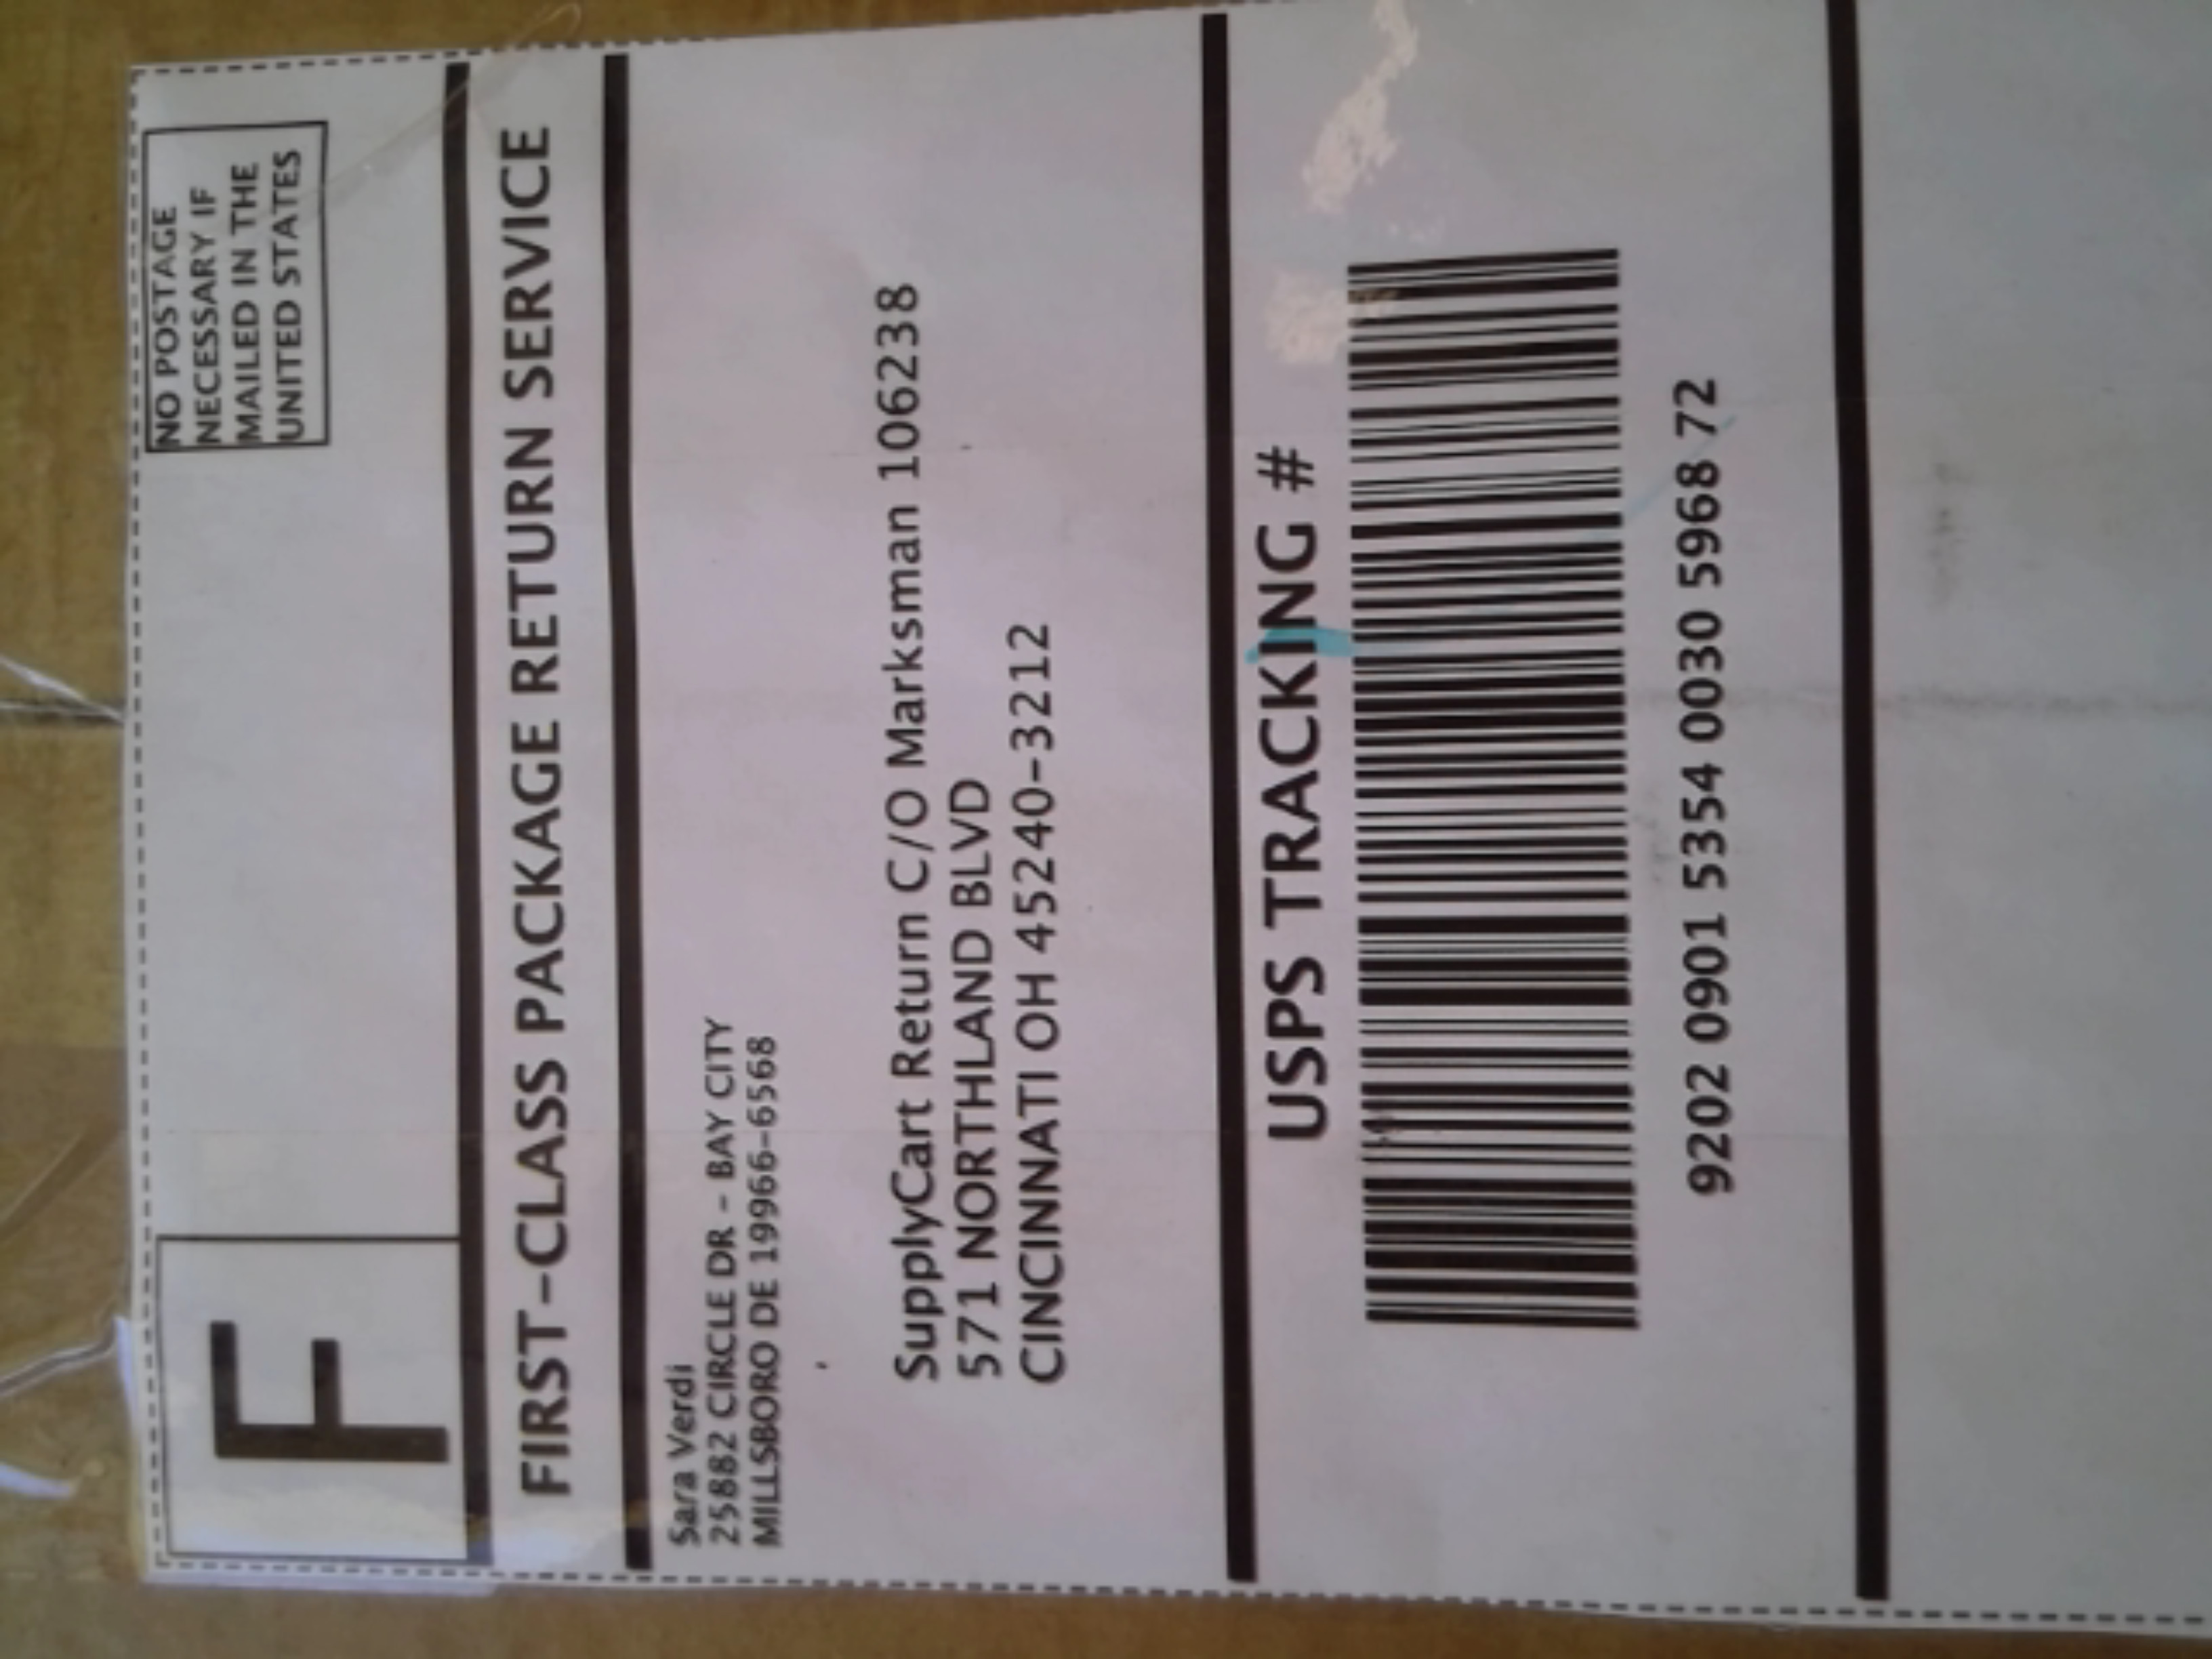 F
NO POSTAGE
NECESSARY IF
MAILED IN THE
UNITED STATES
FIRST-CLASS PACKAGE RETURN SERVICE
Sara Verdi
25882 CIRCLE DR - BAY CITY
MILLSBORO DE 19966-6568
SupplyCart Return C/O Marksman 106238
571 NORTHLAND BLVD
CINCINNATI OH 45240-3212
USPS TRACKING #
9202 0901 5354 0030 5968 72